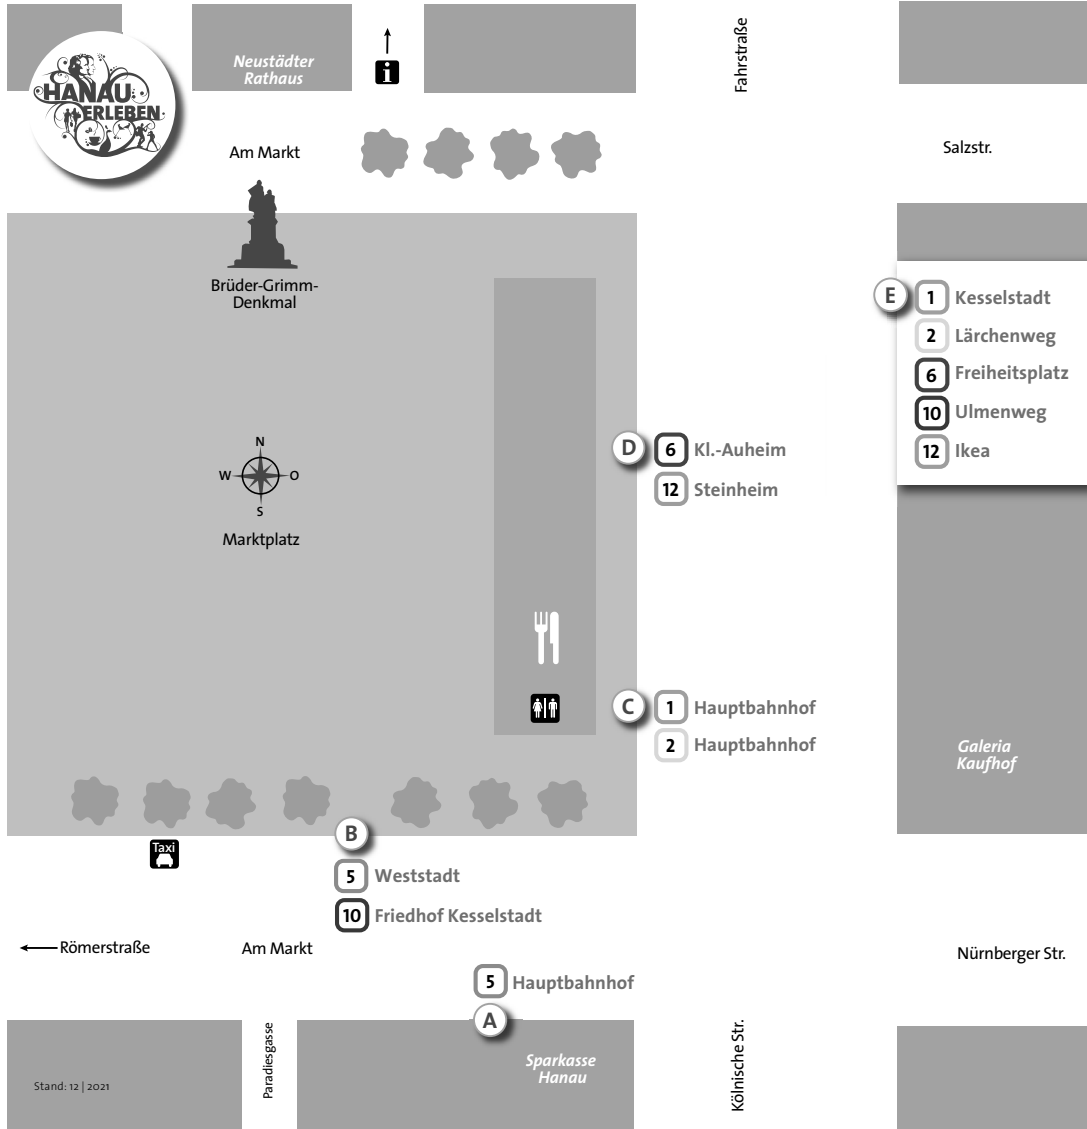 HANAU
ERLEBEN
Neustädter
Rathaus
i
Fahrstraße
Am Markt
Salzstr.
Brüder-Grimm-
Denkmal
E
1 Kesselstadt
2 Lärchenweg
6 Freiheitsplatz
10 Ulmenweg
12 Ikea
N
W O
S
Marktplatz
D 6 Kl.-Auheim
12 Steinheim
C 1 Hauptbahnhof
2 Hauptbahnhof
Galeria
Kaufhof
Taxi
B
5 Weststadt
10 Friedhof Kesselstadt
Römerstraße
Am Markt
Nürnberger Str.
5 Hauptbahnhof
A
Paradiesgasse
Sparkasse
Hanau
Kölnische Str.
Stand: 12 | 2021